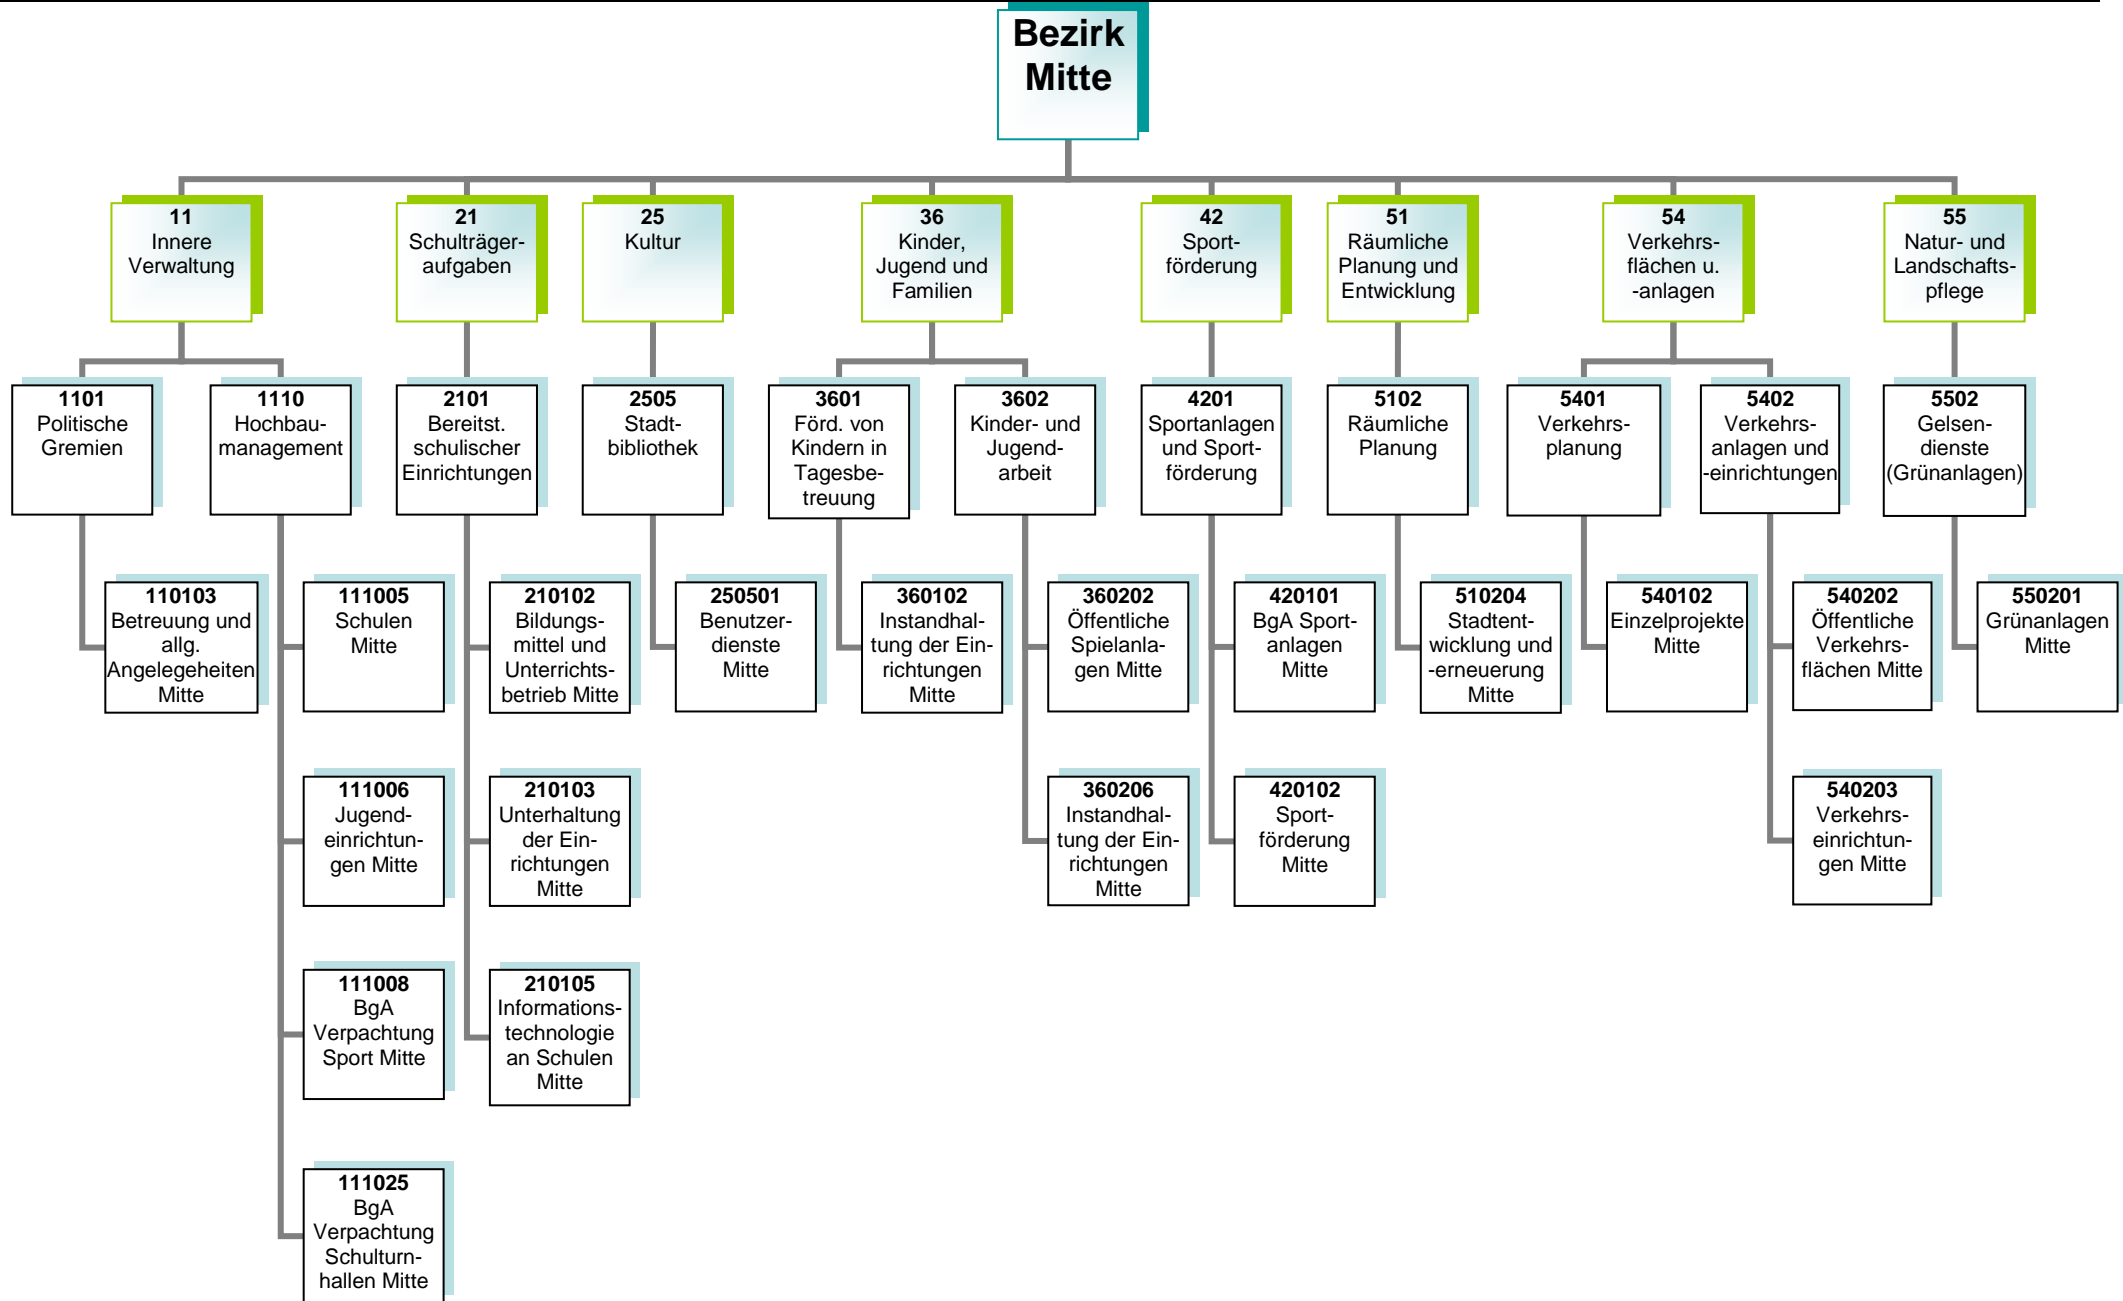 Bezirk
Mitte
11
Innere
Verwaltung
21
Schulträger-
aufgaben
25
Kultur
36
Kinder,
Jugend und
Familien
42
Sport-
förderung
51
Räumliche
Planung und
Entwicklung
54
Verkehrs-
flächen u.
-anlagen
55
Natur- und
Landschafts-
pflege
1101
Politische
Gremien
1110
Hochbau-
management
2101
Bereitst.
schulischer
Einrichtungen
2505
Stadt-
bibliothek
3601
Förd. von
Kindern in
Tagesbe-
treuung
3602
Kinder- und
Jugend-
arbeit
4201
Sportanlagen
und Sport-
förderung
5102
Räumliche
Planung
5401
Verkehrs-
planung
5402
Verkehrs-
anlagen und
-einrichtungen
5502
Gelsen-
dienste
(Grünanlagen)
110103
Betreuung und
allg.
Angelegeheiten
Mitte
111005
Schulen
Mitte
210102
Bildungs-
mittel und
Unterrichts-
betrieb Mitte
250501
Benutzer-
dienste
Mitte
360102
Instandhal-
tung der Ein-
richtungen
Mitte
360202
Öffentliche
Spielanla-
gen Mitte
420101
BgA Sport-
anlagen
Mitte
510204
Stadtent-
wicklung und
-erneuerung
Mitte
540102
Einzelprojekte
Mitte
540202
Öffentliche
Verkehrs-
flächen Mitte
550201
Grünanlagen
Mitte
111006
Jugend-
einrichtun-
gen Mitte
210103
Unterhaltung
der Ein-
richtungen
Mitte
360206
Instandhal-
tung der Ein-
richtungen
Mitte
420102
Sport-
förderung
Mitte
540203
Verkehrs-
einrichtun-
gen Mitte
111008
BgA
Verpachtung
Sport Mitte
210105
Informations-
technologie
an Schulen
Mitte
111025
BgA
Verpachtung
Schulturn-
hallen Mitte